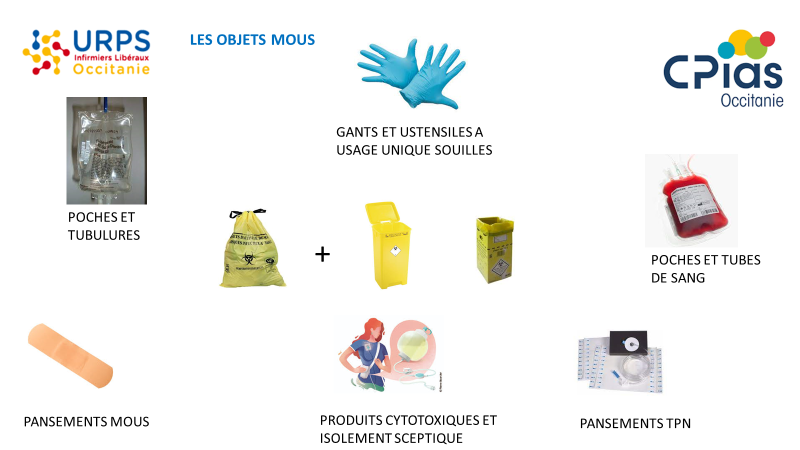 URPS
Infirmiers Libéraux
Occitanie
LES OBJETS MOUS
CPias
Occitanie
GANTS ET USTENSILES A
USAGE UNIQUE SOUILLES
POCHES ET
TUBULURES
+
POCHES ET TUBES
DE SANG
PANSEMENTS MOUS
PRODUITS CYTOTOXIQUES ET
ISOLEMENT SCEPTIQUE
PANSEMENTS TPN